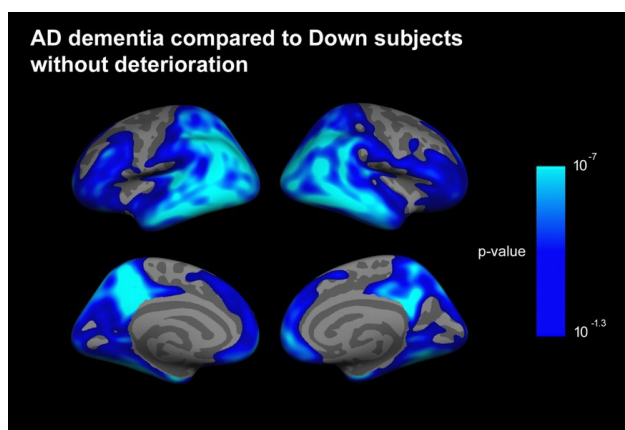 AD dementia compared to Down subjects
without deterioration
10⁻⁷
p-value
10⁻¹·³